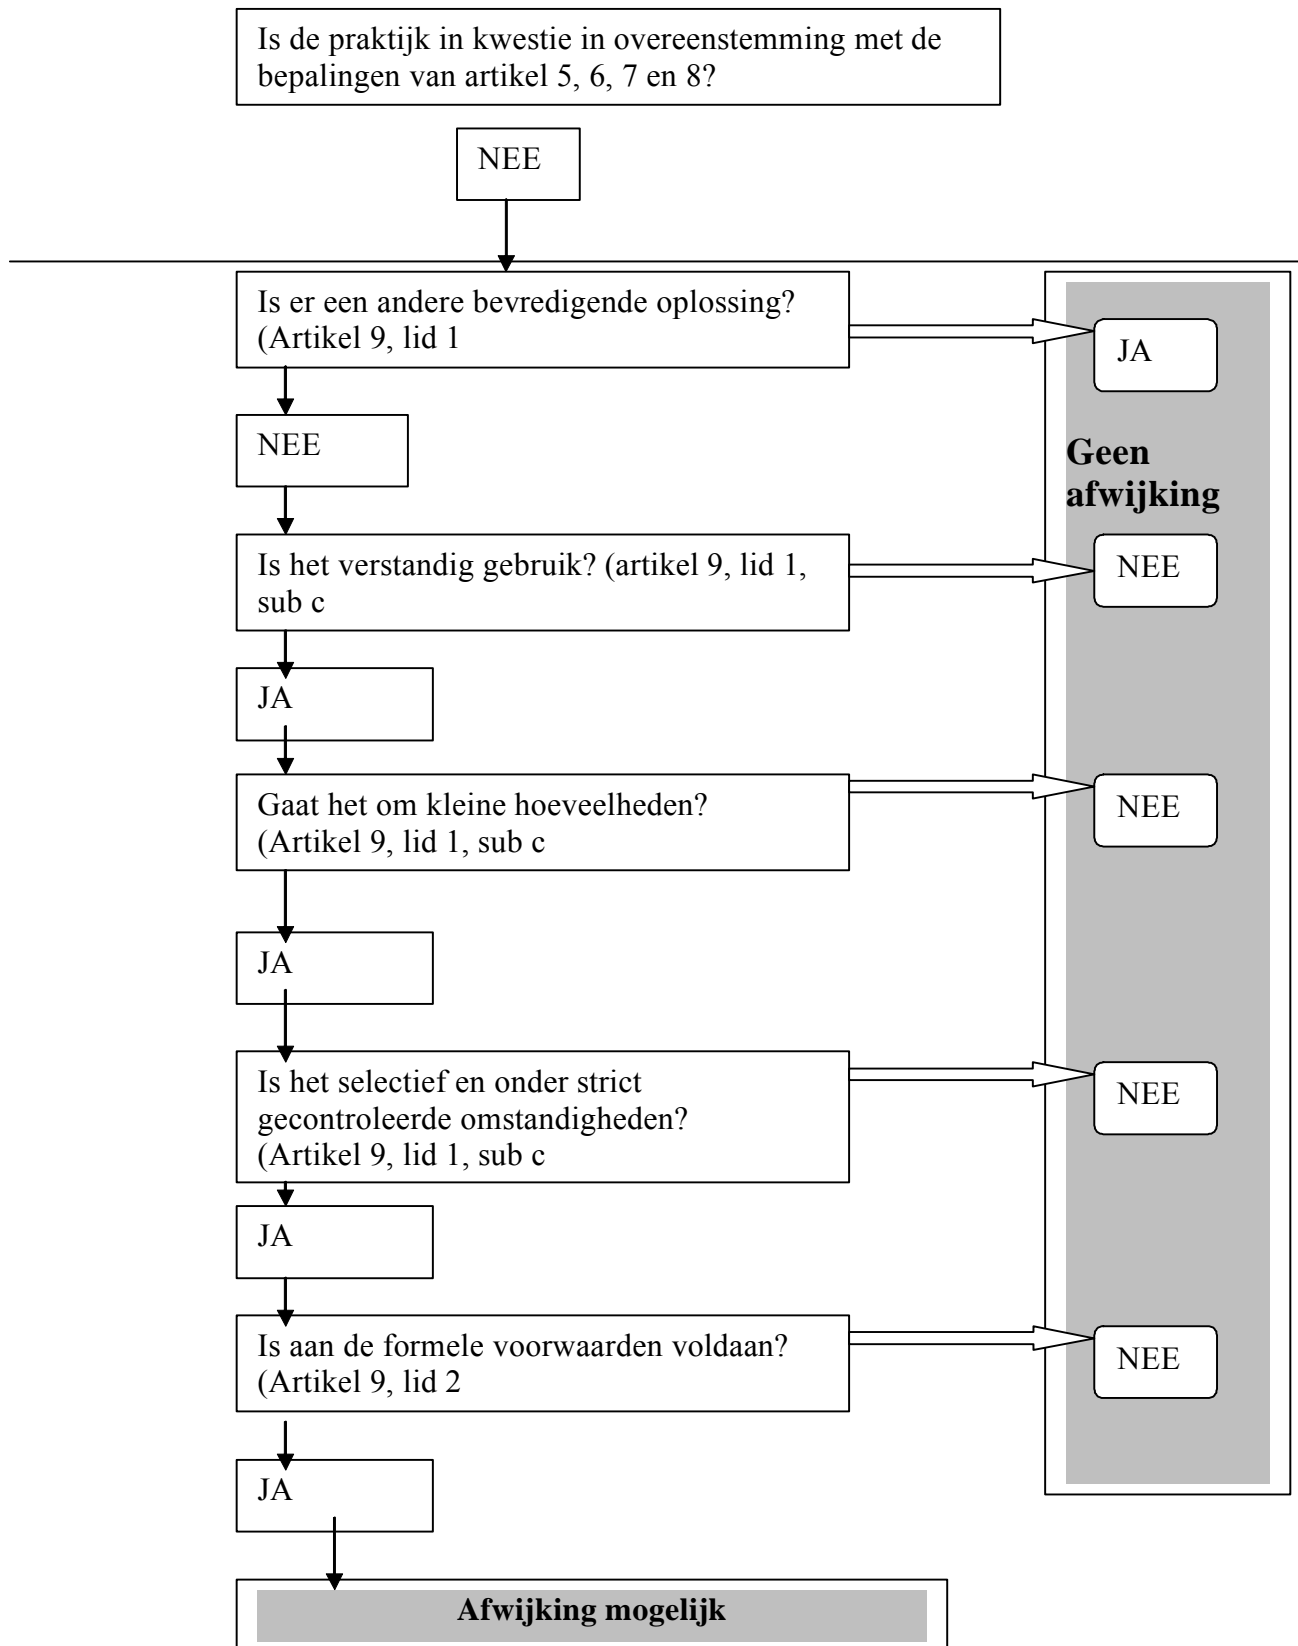 Is de praktijk in kwestie in overeenstemming met de
bepalingen van artikel 5, 6, 7 en 8?
NEE
Is er een andere bevredigende oplossing?
(Artikel 9, lid 1
JA
NEE
Geen
afwijking
Is het verstandig gebruik? (artikel 9, lid 1,
sub c
NEE
JA
Gaat het om kleine hoeveelheden?
(Artikel 9, lid 1, sub c
NEE
JA
Is het selectief en onder strict
gecontroleerde omstandigheden?
(Artikel 9, lid 1, sub c
NEE
JA
Is aan de formele voorwaarden voldaan?
(Artikel 9, lid 2
NEE
JA
Afwijking mogelijk